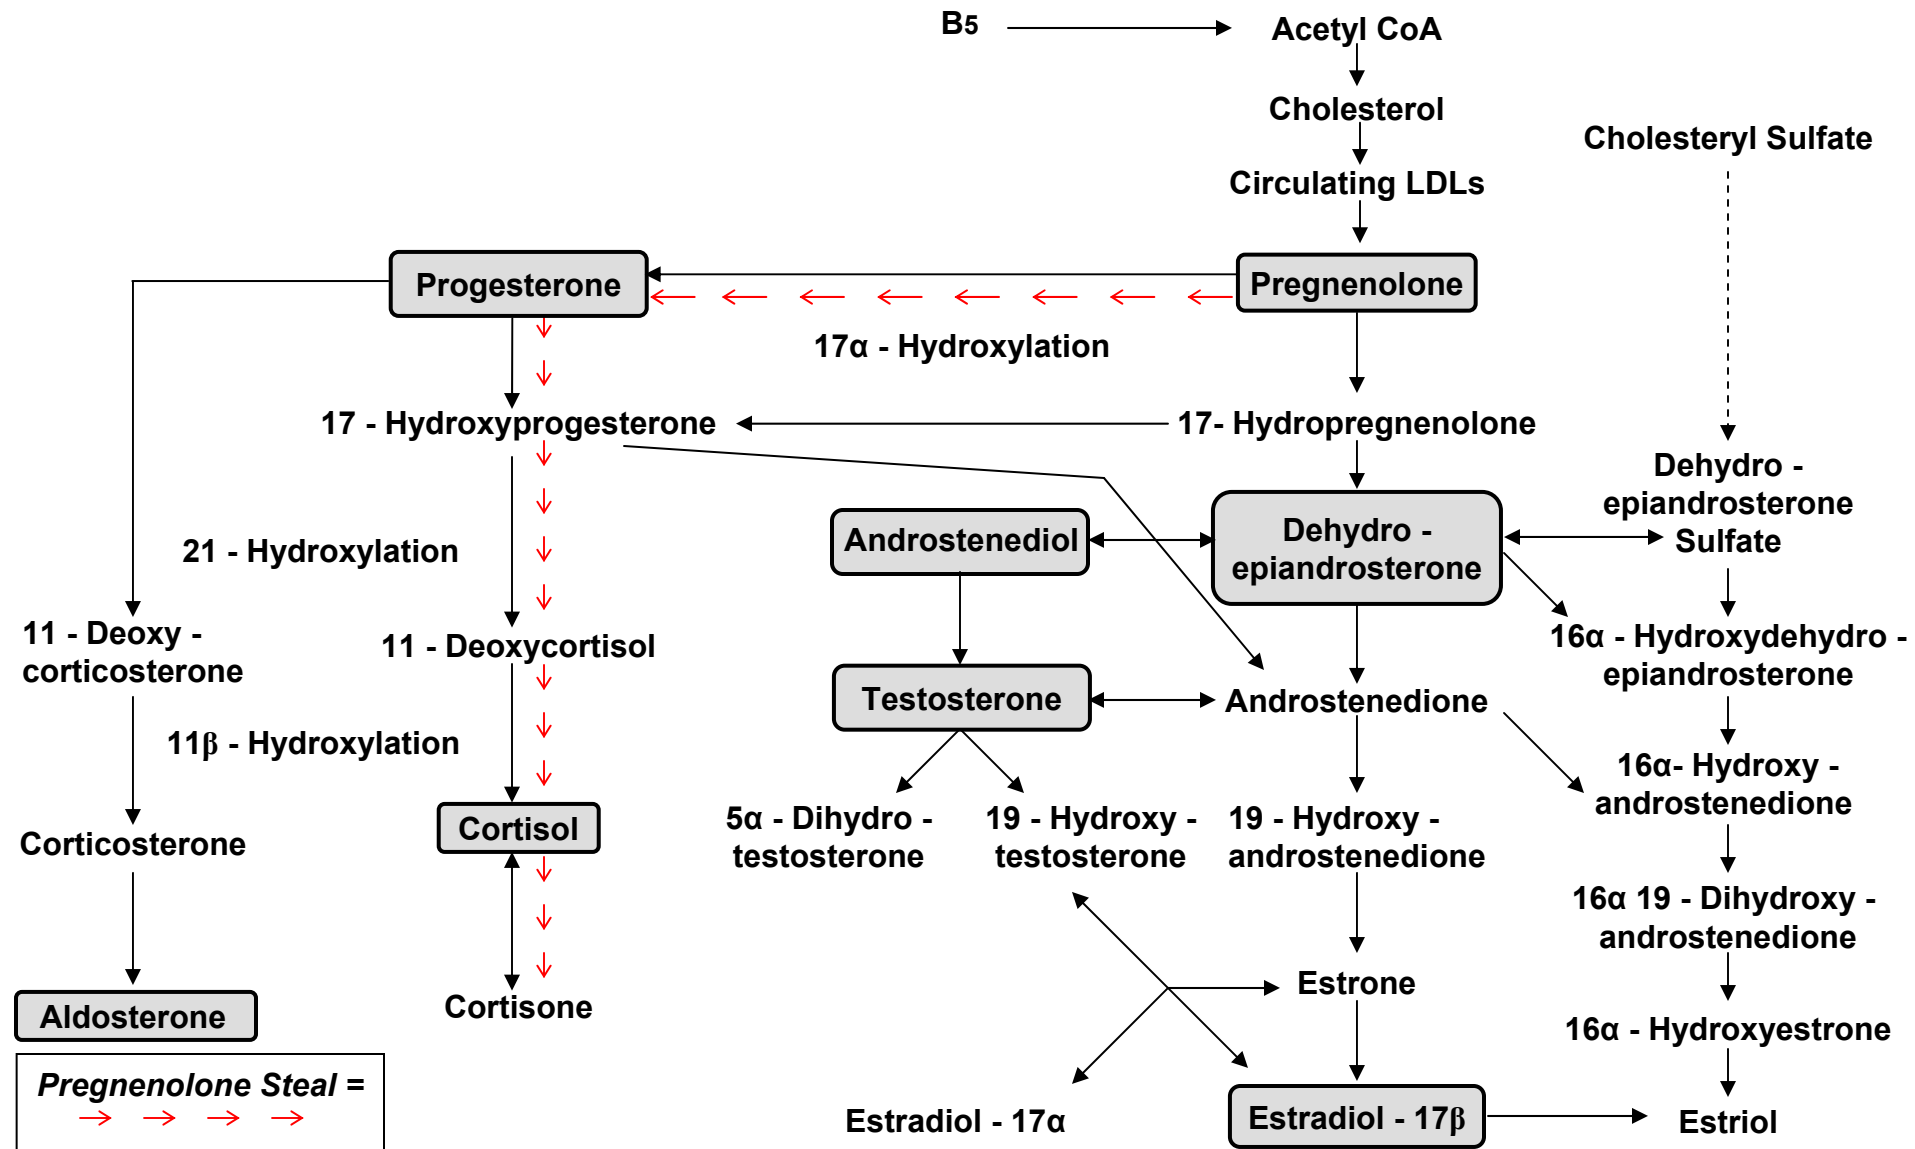 B5
Acetyl CoA
Cholesterol
Cholesteryl Sulfate
Circulating LDLs
Progesterone
Pregnenolone
17α - Hydroxylation
17 - Hydroxyprogesterone
17- Hydropregnenolone
Dehydro -
epiandrosterone
Sulfate
Androstenediol
Dehydro -
epiandrosterone
21 - Hydroxylation
11 - Deoxy -
corticosterone
11 - Deoxycortisol
16α - Hydroxydehydro -
epiandrosterone
Testosterone
Androstenedione
11β - Hydroxylation
16α- Hydroxy -
androstenedione
Corticosterone
Cortisol
5α - Dihydro -
testosterone
19 - Hydroxy -
testosterone
19 - Hydroxy -
androstenedione
16α 19 - Dihydroxy -
androstenedione
Aldosterone
Cortisone
Estrone
16α - Hydroxyestrone
Pregnenolone Steal =
Estradiol - 17α
Estradiol - 17β
Estriol